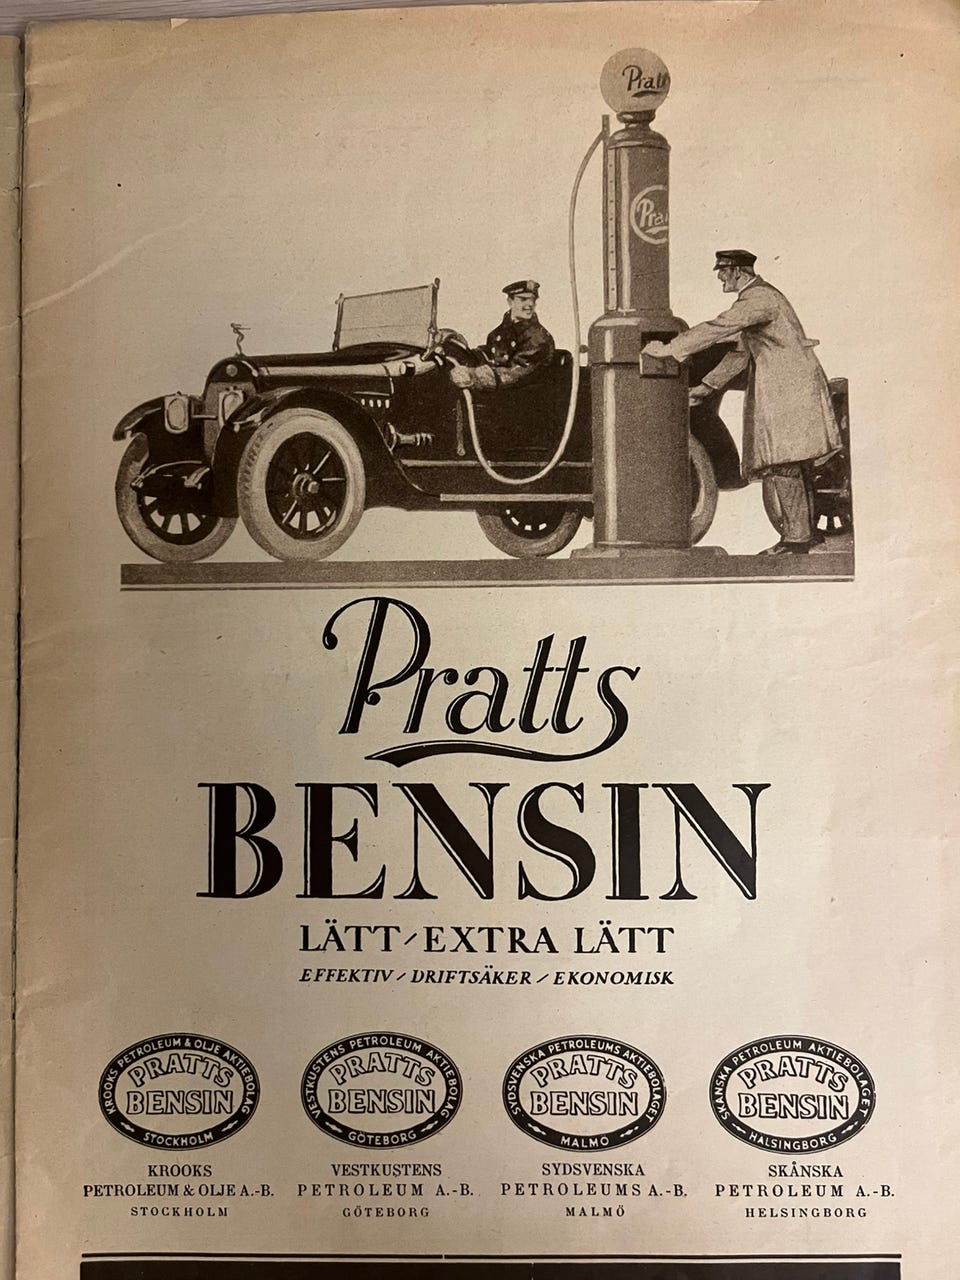 Pratts
Pratts
BENSIN
LÄTT / EXTRA LÄTT
EFFEKTIV / DRIFTSÄKER / EKONOMISK
KROOKS PETROLEUM & OLJE AKTIEBOLAG
PRATTS
BENSIN
STOCKHOLM
VESTKUSTENS PETROLEUM AKTIEBOLAG
PRATTS
BENSIN
GÖTEBORG
SYDSVENSKA PETROLEUMS AKTIEBOLAGET
PRATTS
BENSIN
MALMÖ
SKÅNSKA PETROLEUM AKTIEBOLAGET
PRATTS
BENSIN
HÄLSINGBORG
KROOKS
PETROLEUM & OLJE A.-B.
STOCKHOLM
VESTKUSTENS
PETROLEUM A.-B.
GÖTEBORG
SYDSVENSKA
PETROLEUMS A.-B.
MALMÖ
SKÅNSKA
PETROLEUM A.-B.
HELSINGBORG